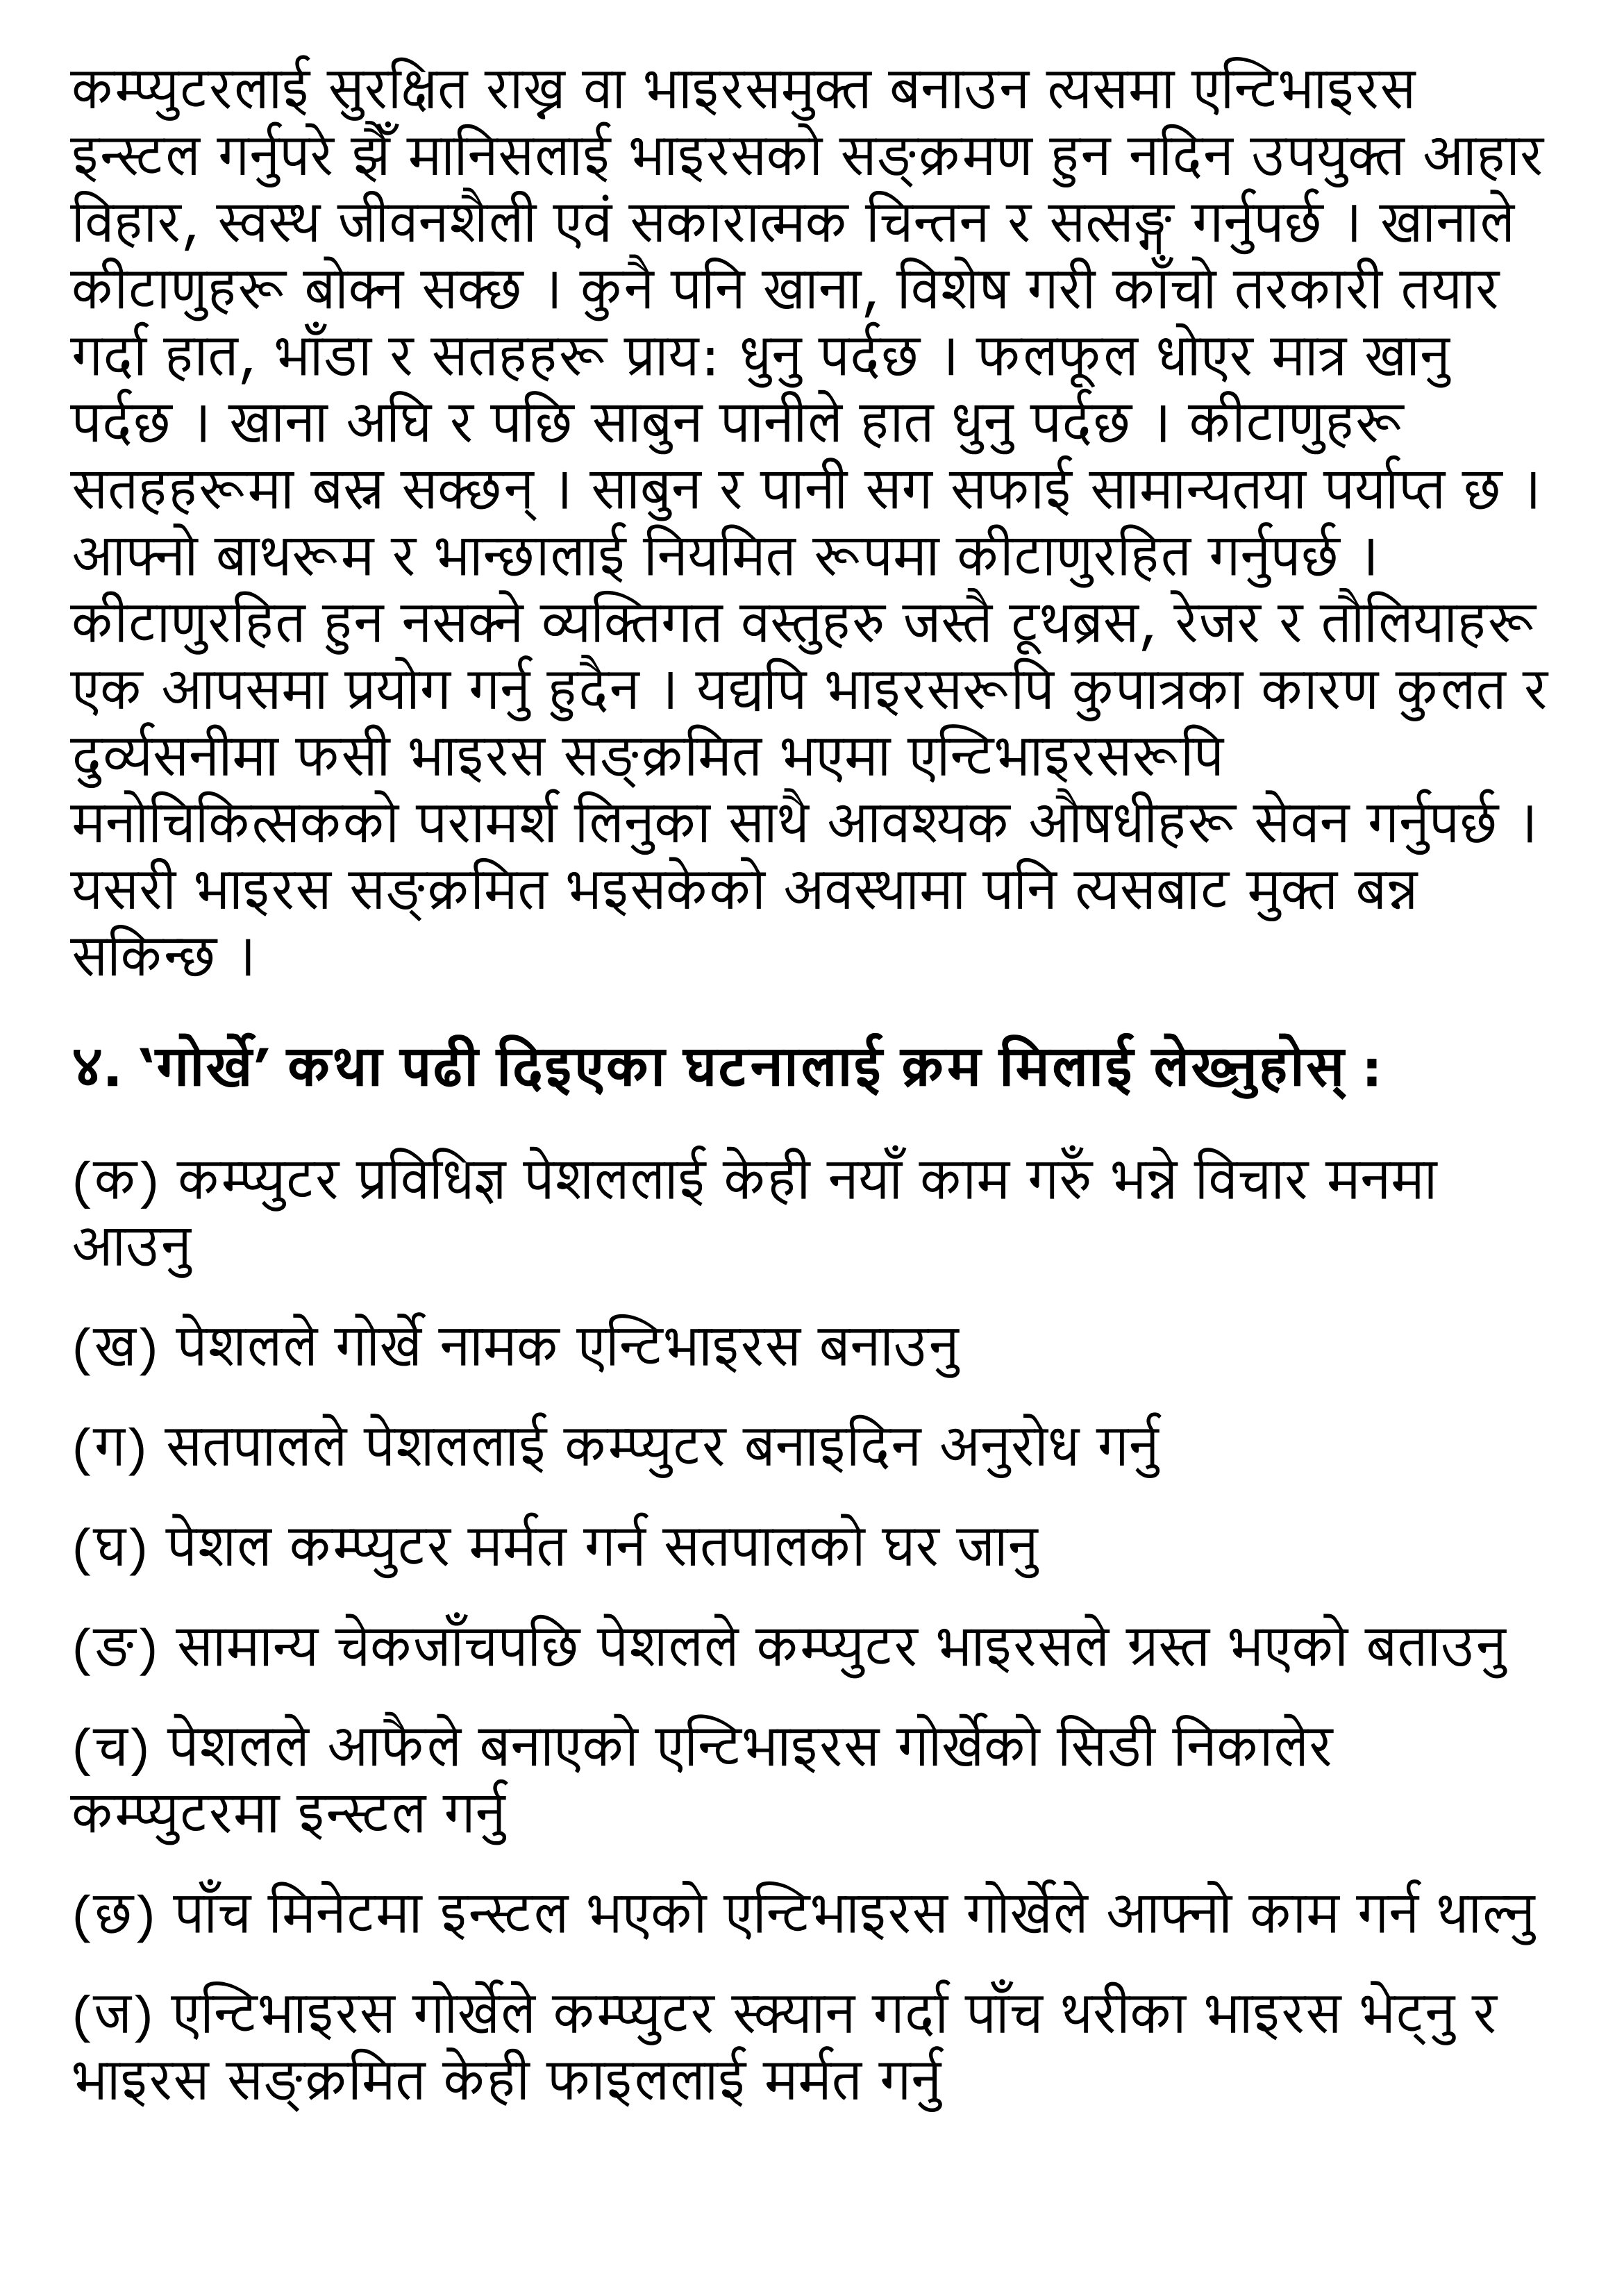 कम्प्युटरलाई सुरक्षित राख्न वा भाइरसमुक्त बनाउन त्यसमा एन्टिभाइरस
इन्स्टल गर्नुपरे झैँ मानिसलाई भाइरसको सङ्क्रमण हुन नदिन उपयुक्त आहार
विहार, स्वस्थ जीवनशैली एवं सकारात्मक चिन्तन र सत्सङ्ग गर्नुपर्छ ।  खानाले
कीटाणुहरू बोक्न सक्छ । कुनै पनि खाना, विशेष गरी काँचो तरकारी तयार
गर्दा हात, भाँडा र सतहहरू प्राय: धुनु पर्दछ । फलफूल धोएर मात्र खानु
पर्दछ । खाना अघि र पछि साबुन पानीले हात धुनु पर्दछ । कीटाणुहरू
सतहहरूमा बस्न सक्छन् । साबुन र पानी सग सफाई सामान्यतया पर्याप्त छ ।
आफ्नो बाथरूम र भान्छालाई नियमित रूपमा कीटाणुरहित गर्नुपर्छ ।
कीटाणुरहित हुन नसक्ने व्यक्तिगत वस्तुहरु जस्तै टूथब्रस, रेजर र तौलियाहरू
एक आपसमा प्रयोग गर्नु हुदैन । यद्यपि भाइरसरूपि कुपात्रका कारण कुलत र
दुर्व्यसनीमा फसी भाइरस सङ्क्रमित भएमा एन्टिभाइरसरूपि
मनोचिकित्सकको परामर्श लिनुका साथै आवश्यक औषधीहरू सेवन गर्नुपर्छ ।
यसरी भाइरस सङ्क्रमित भइसकेको अवस्थामा पनि त्यसबाट मुक्त बन्न
सकिन्छ ।
४. ‛गोर्खे’ कथा पढी दिइएका घटनालाई क्रम मिलाई लेख्नुहोस् :
(क) कम्प्युटर प्रविधिज्ञ पेशललाई केही नयाँ काम गरुँ भन्ने विचार मनमा
आउनु
(ख) पेशलले गोर्खे नामक एन्टिभाइरस बनाउनु
(ग) सतपालले पेशललाई कम्प्युटर बनाइदिन अनुरोध गर्नु
(घ) पेशल कम्प्युटर मर्मत गर्न सतपालको घर जानु
(ङ) सामान्य चेकजाँचपछि पेशलले कम्प्युटर भाइरसले ग्रस्त भएको बताउनु
(च) पेशलले आफैले बनाएको एन्टिभाइरस गोर्खेको सिडी निकालेर
कम्प्युटरमा इन्स्टल गर्नु
(छ) पाँच मिनेटमा इन्स्टल भएको एन्टिभाइरस गोर्खेले आफ्नो काम गर्न थाल्नु
(ज) एन्टिभाइरस गोर्खेले कम्प्युटर स्क्यान गर्दा पाँच थरीका भाइरस भेट्नु र
भाइरस सङ्क्रमित केही फाइललाई मर्मत गर्नु